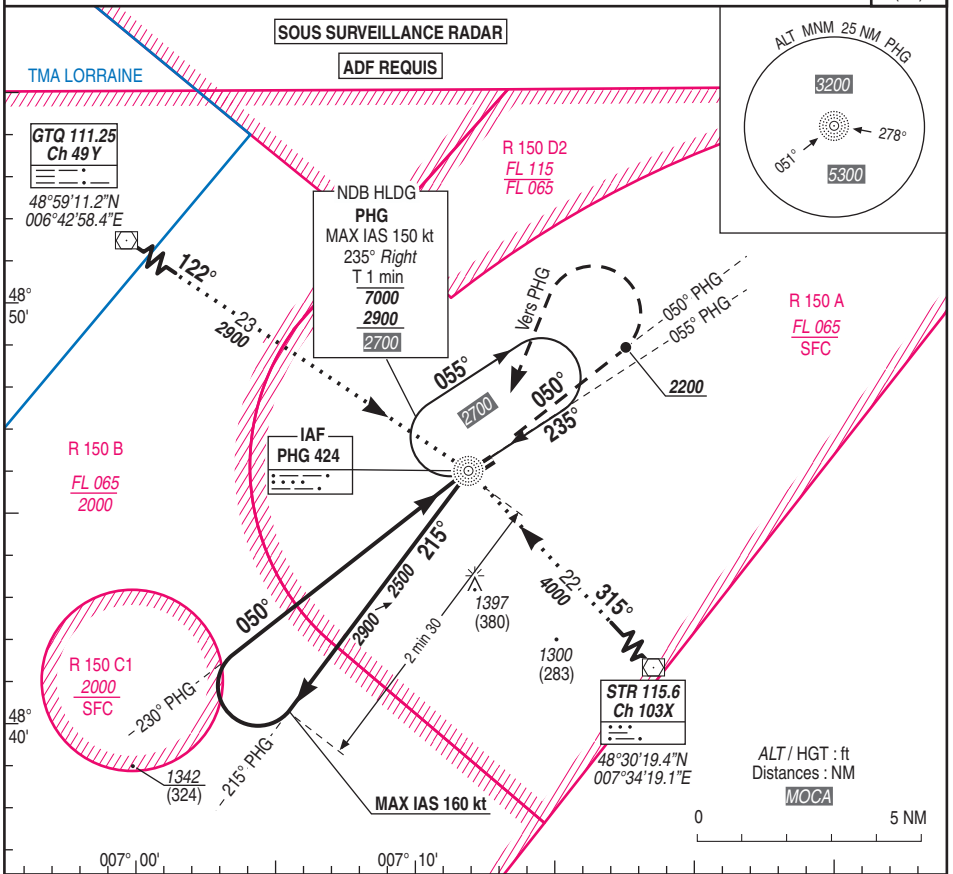 SOUS SURVEILLANCE RADAR
ADF REQUIS
TMA LORRAINE
ALT MNM 25 NM PHG
3200
051°
278°
5300
GTQ 111.25
Ch 49Y
48°59'11.2"N
006°42'58.4"E
R 150 D2
FL 115
FL 065
NDB HLDG
PHG
MAX IAS 150 kt
235° Right
T 1 min
7000
2900
2700
122°
23
2900
48°
50'
Vers PHG
050° PHG
055° PHG
R 150 A
FL 065
SFC
2200
055°
2700
050°
235°
R 150 B
FL 065
2000
IAF
PHG 424
215°
050°
2900 2500
2 min 30
1397
(380)
1300
(283)
22
4000
315°
R 150 C1
2000
SFC
230° PHG
215° PHG
1342
(324)
48°
40'
MAX IAS 160 kt
STR 115.6
Ch 103X
48°30'19.4"N
007°34'19.1"E
ALT / HGT : ft
Distances : NM
MOCA
0 5 NM
007° 00'
007° 10'